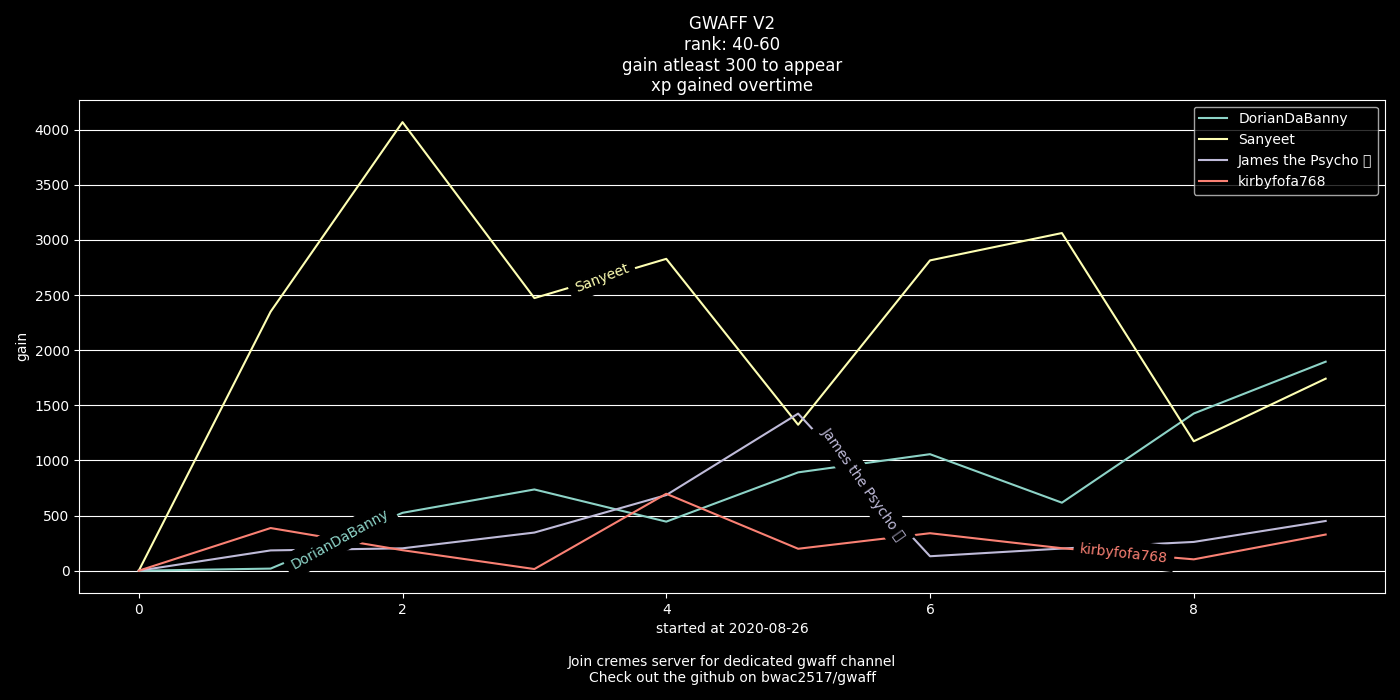 GWAFF V2
rank: 40-60
gain atleast 300 to appear
xp gained overtime
DorianDaBanny
Sanyeet
James the Psycho
kirbyfofa768
4000
3500
3000
2500
2000
1500
1000
500
0
gain
Sanyeet
James the Psycho
DorianDaBanny
kirbyfofa768
0 2 4 6 8
started at 2020-08-26
Join cremes server for dedicated gwaff channel
Check out the github on bwac2517/gwaff